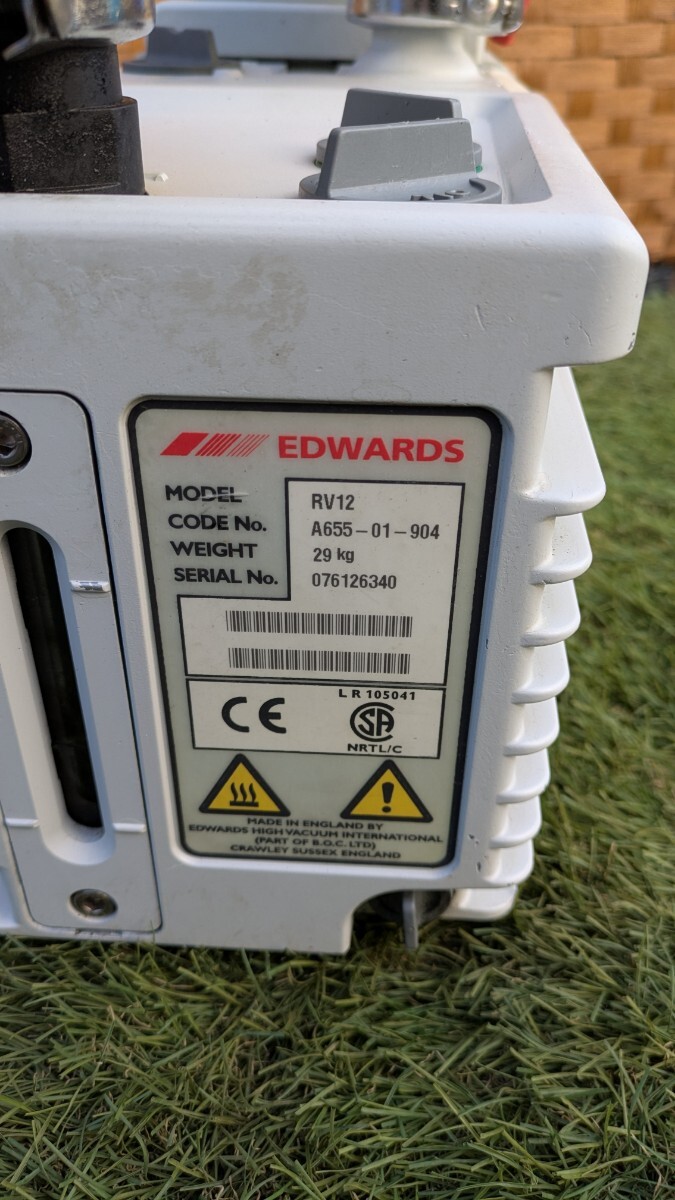 EDWARDS
MODEL RV12
CODE No. A655-01-904
WEIGHT 29 kg
SERIAL No. 076126340
L R 105041
CE SA
NRTL/C
MADE IN ENGLAND BY
EDWARDS HIGH VACUUM INTERNATIONAL
(PART OF B.O.C. LTD)
CRAWLEY SUSSEX ENGLAND